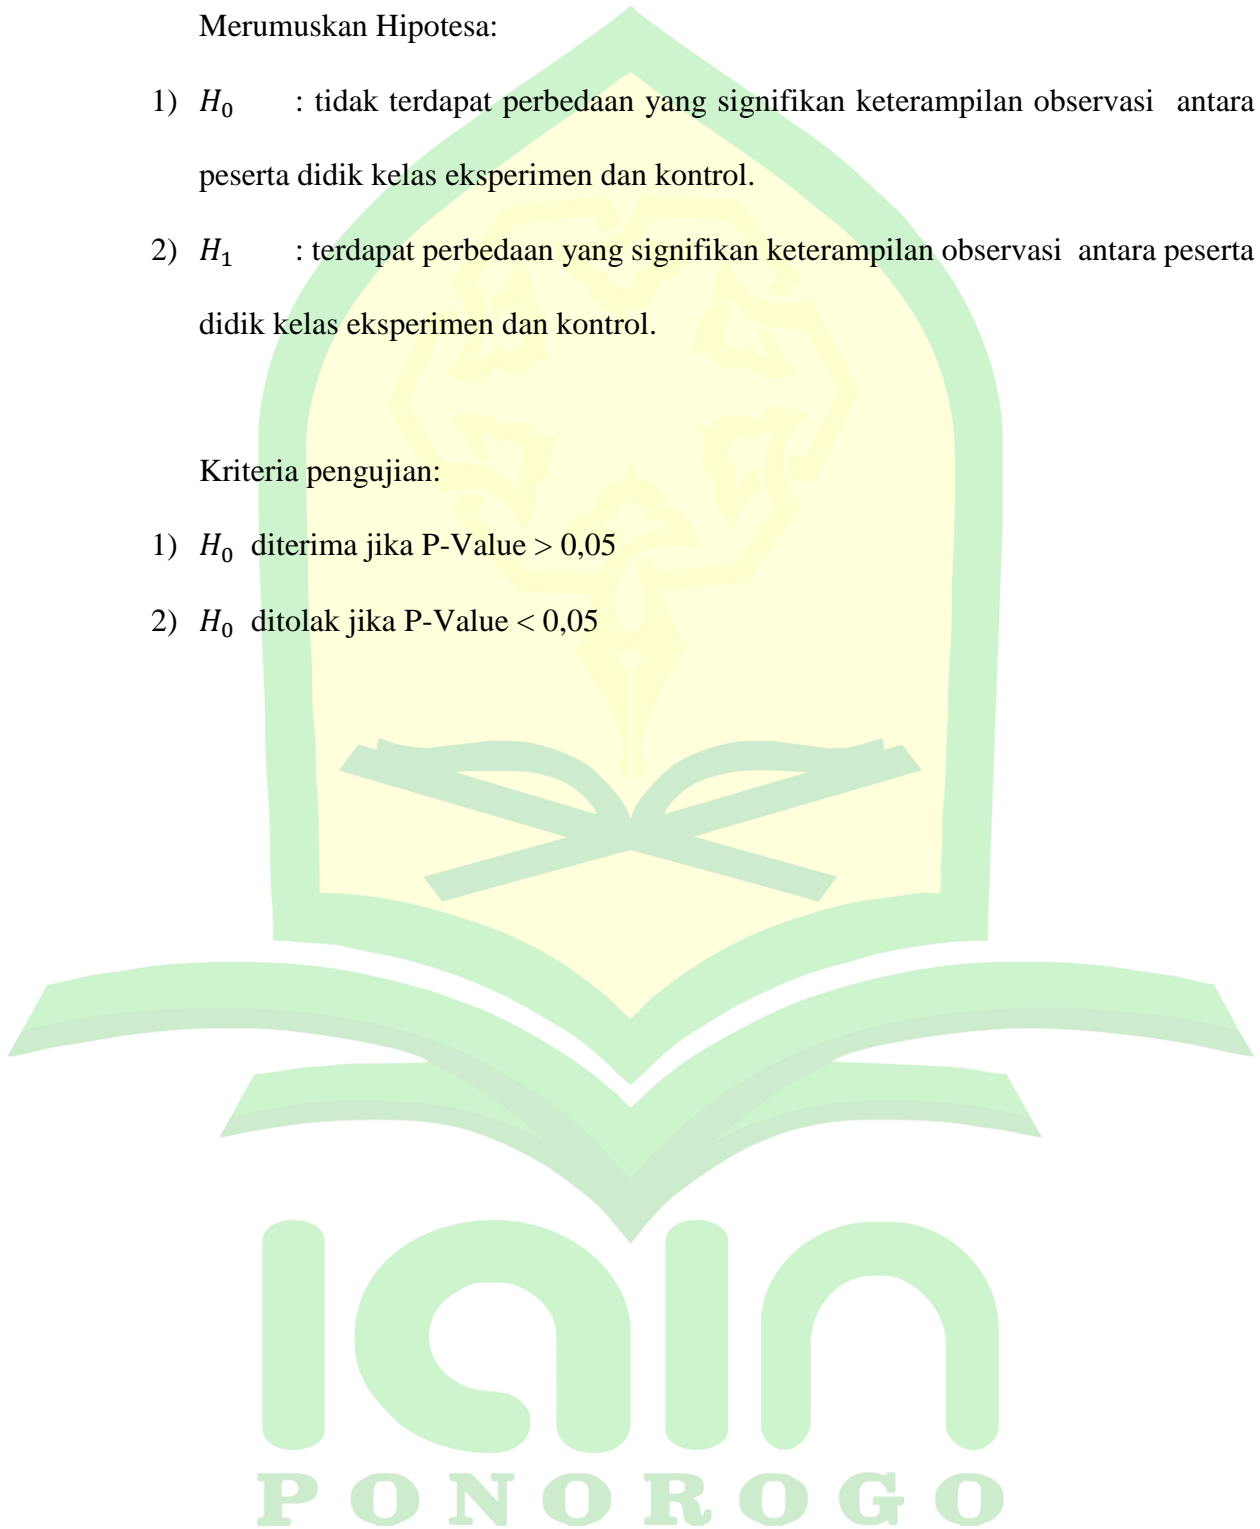 Merumuskan Hipotesa:
1) H₀ : tidak terdapat perbedaan yang signifikan keterampilan observasi antara
peserta didik kelas eksperimen dan kontrol.
2) H₁ : terdapat perbedaan yang signifikan keterampilan observasi antara peserta
didik kelas eksperimen dan kontrol.
Kriteria pengujian:
1) H₀ diterima jika P-Value > 0,05
2) H₀ ditolak jika P-Value < 0,05
iain
PONOROGO